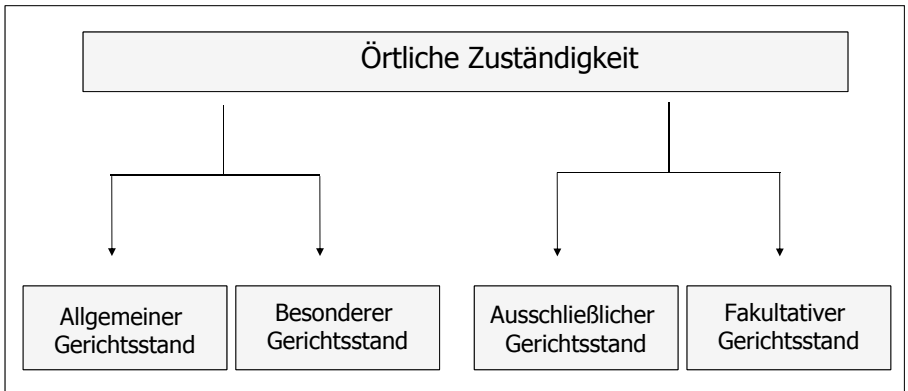 Örtliche Zuständigkeit
Allgemeiner
Gerichtsstand
Besonderer
Gerichtsstand
Ausschließlicher
Gerichtsstand
Fakultativer
Gerichtsstand